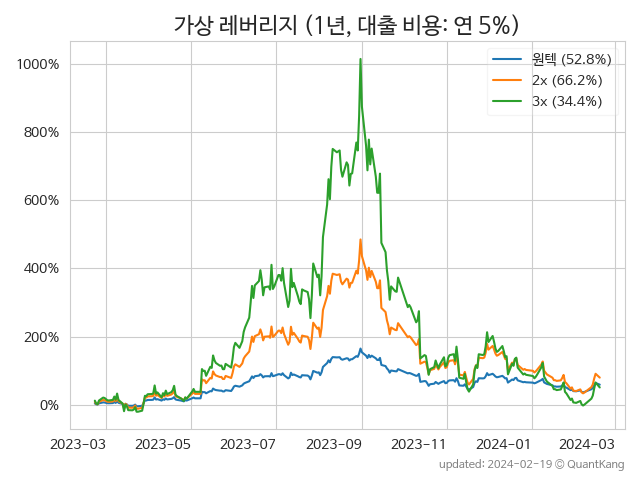 가상 레버리지 (1년, 대출 비용: 연 5%)
원텍 (52.8%)
2x (66.2%)
3x (34.4%)
1000%
800%
600%
400%
200%
0%
2023-03 2023-05 2023-07 2023-09 2023-11 2024-01 2024-03
updated: 2024-02-19 © QuantKang